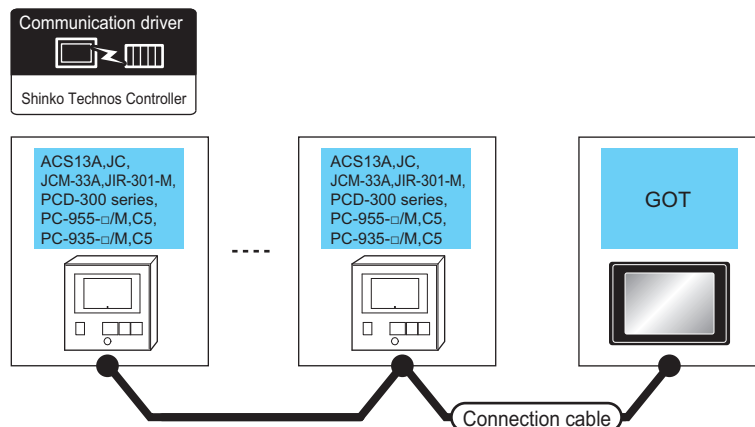 Communication driver
Shinko Technos Controller
ACS13A,JC,
JCM-33A,JIR-301-M,
PCD-300 series,
PC-955-□/M,C5,
PC-935-□/M,C5
ACS13A,JC,
JCM-33A,JIR-301-M,
PCD-300 series,
PC-955-□/M,C5,
PC-935-□/M,C5
GOT
Connection cable